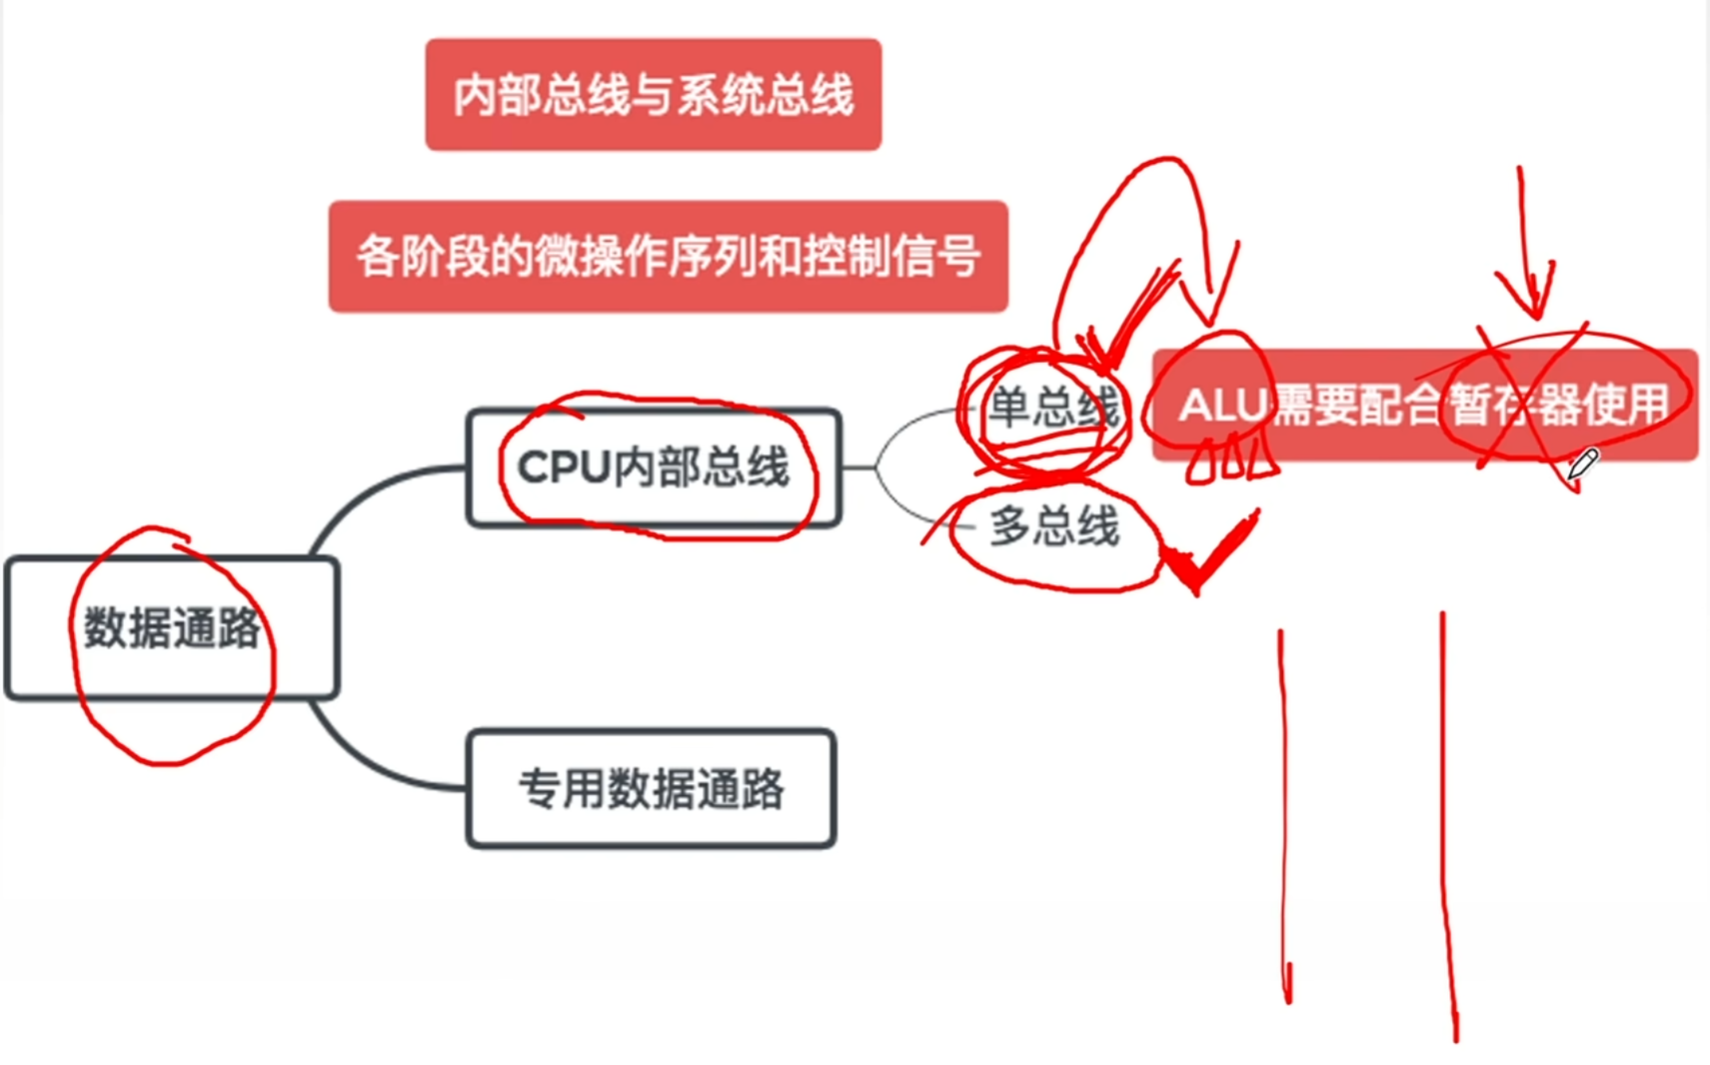 内部总线与系统总线
各阶段的微操作序列和控制信号
单总线
ALU需要配合暂存器使用
CPU内部总线
多总线
数据通路
专用数据通路